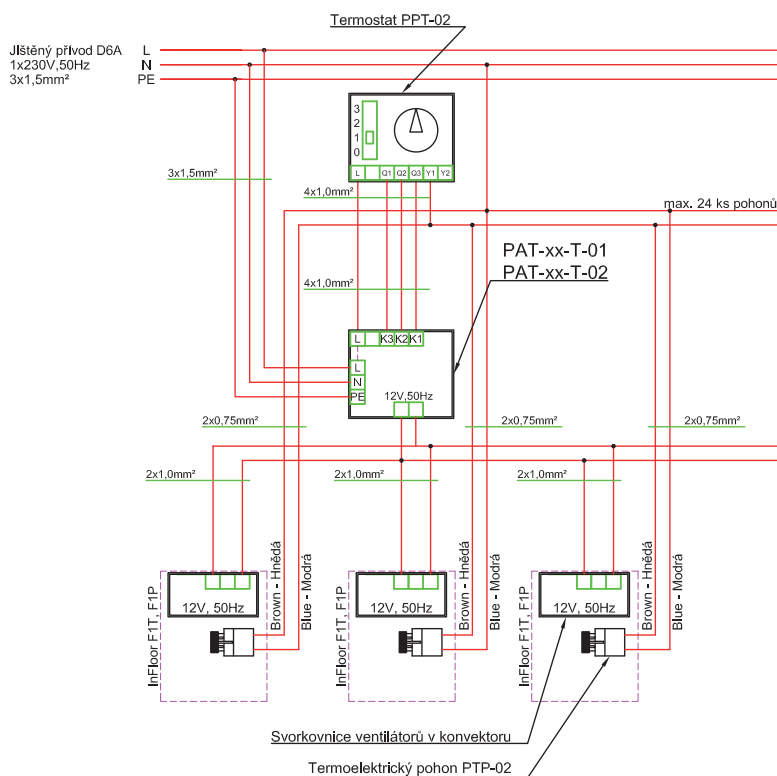 Termostat PPT-02
Jištěný přívod D6A L
1x230V,50Hz N
3x1,5mm² PE
3
2
1
0
L Q1 Q2 Q3 Y1 Y2
3x1,5mm²
4x1,0mm²
max. 24 ks pohonů
PAT-xx-T-01
PAT-xx-T-02
4x1,0mm²
L K3 K2 K1
L
N
PE
12V,50Hz
2x0,75mm² 2x0,75mm² 2x0,75mm²
2x1,0mm² 2x1,0mm² 2x1,0mm²
InFloor F1T, F1P
12V, 50Hz
Brown - Hnědá
Blue - Modrá
InFloor F1T, F1P
12V, 50Hz
Brown - Hnědá
Blue - Modrá
InFloor F1T, F1P
12V, 50Hz
Brown - Hnědá
Blue - Modrá
Svorkovnice ventilátorů v konvektoru
Termoelektrický pohon PTP-02